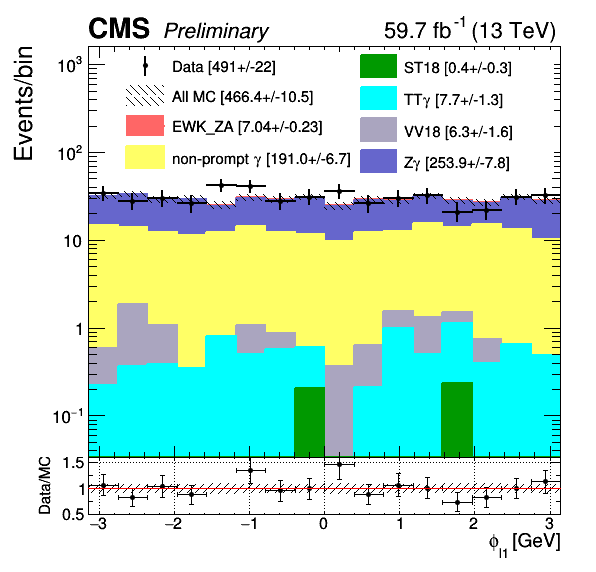 CMS Preliminary 59.7 fb⁻¹ (13 TeV)
Events/bin
10³
10²
10
1
10⁻¹
Data [491+/-22]
All MC [466.4+/-10.5]
EWK_ZA [7.04+/-0.23]
non-prompt γ [191.0+/-6.7]
ST18 [0.4+/-0.3]
TTγ [7.7+/-1.3]
VV18 [6.3+/-1.6]
Zγ [253.9+/-7.8]
Data/MC
1.5
1
0.5
−3 −2 −1 0 1 2 3
ϕ_l1 [GeV]